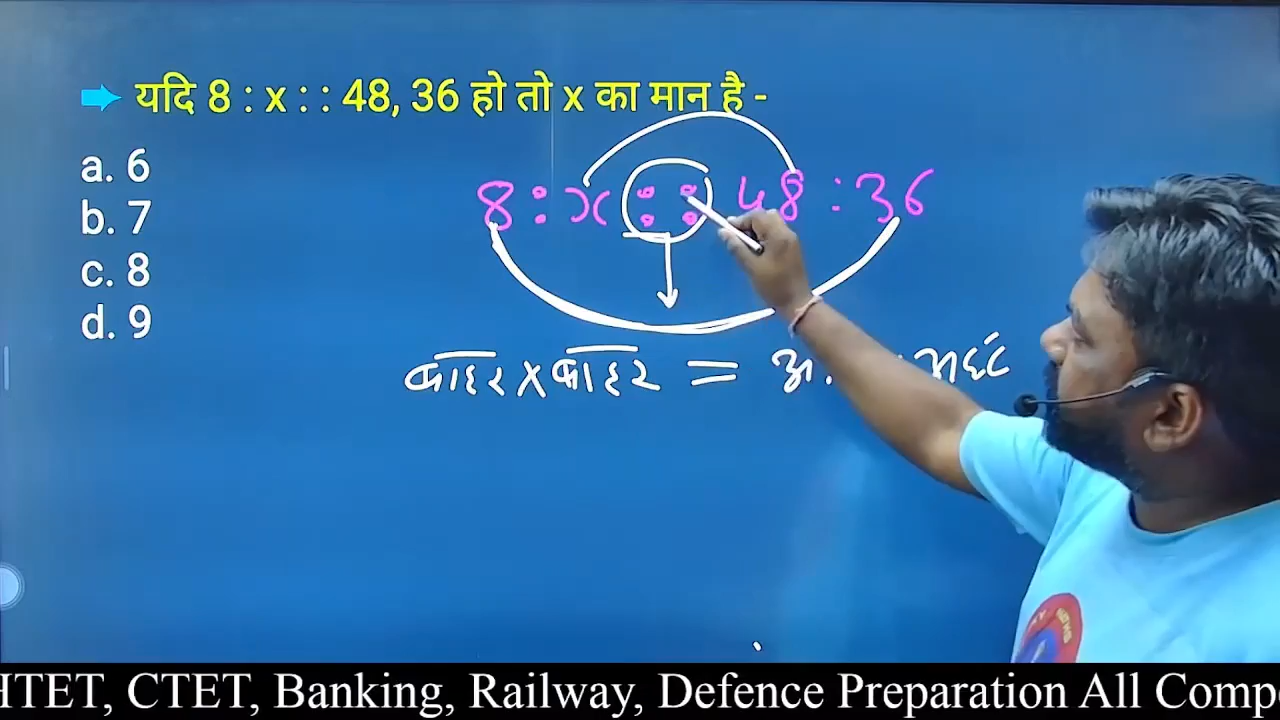 यदि 8 : x : : 48, 36 हो तो x का मान है -
a. 6
b. 7
c. 8
d. 9
8 : x :: 48 : 36
बाहर x बाहर = अ.
HTET, CTET, Banking, Railway, Defence Preparation All Comp